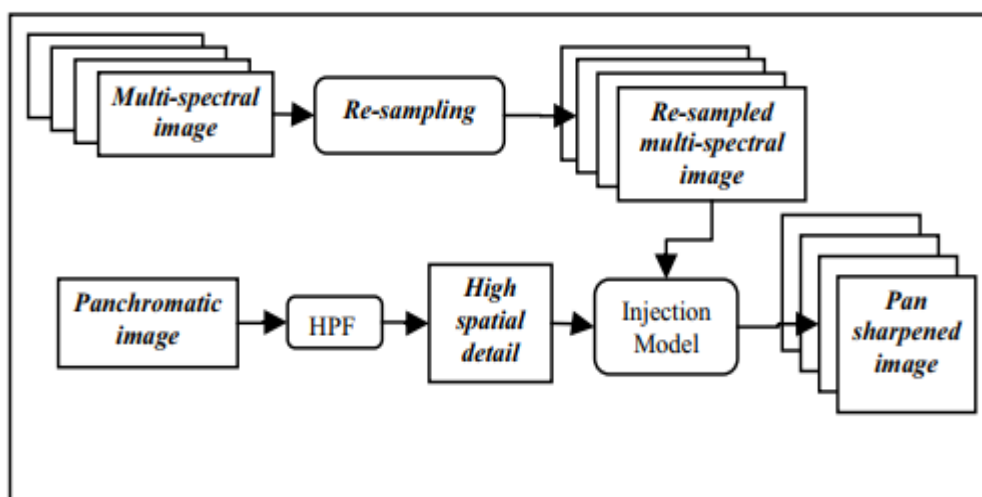 Multi-spectral
image
Re-sampling
Re-sampled
multi-spectral
image
Panchromatic
image
HPF
High
spatial
detail
Injection
Model
Pan
sharpened
image